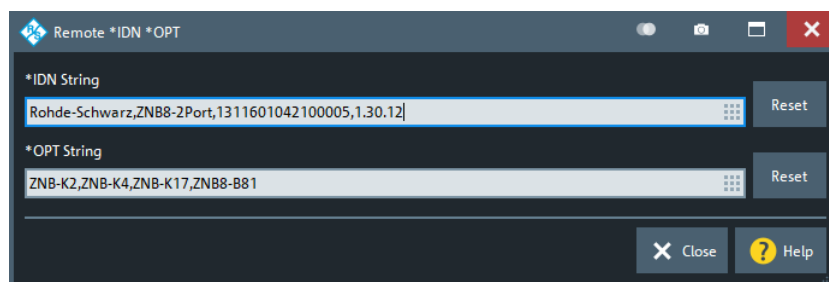 Remote *IDN *OPT
*IDN String
Rohde-Schwarz,ZNB8-2Port,1311601042100005,1.30.12
Reset
*OPT String
ZNB-K2,ZNB-K4,ZNB-K17,ZNB8-B81
Reset
Close
? Help